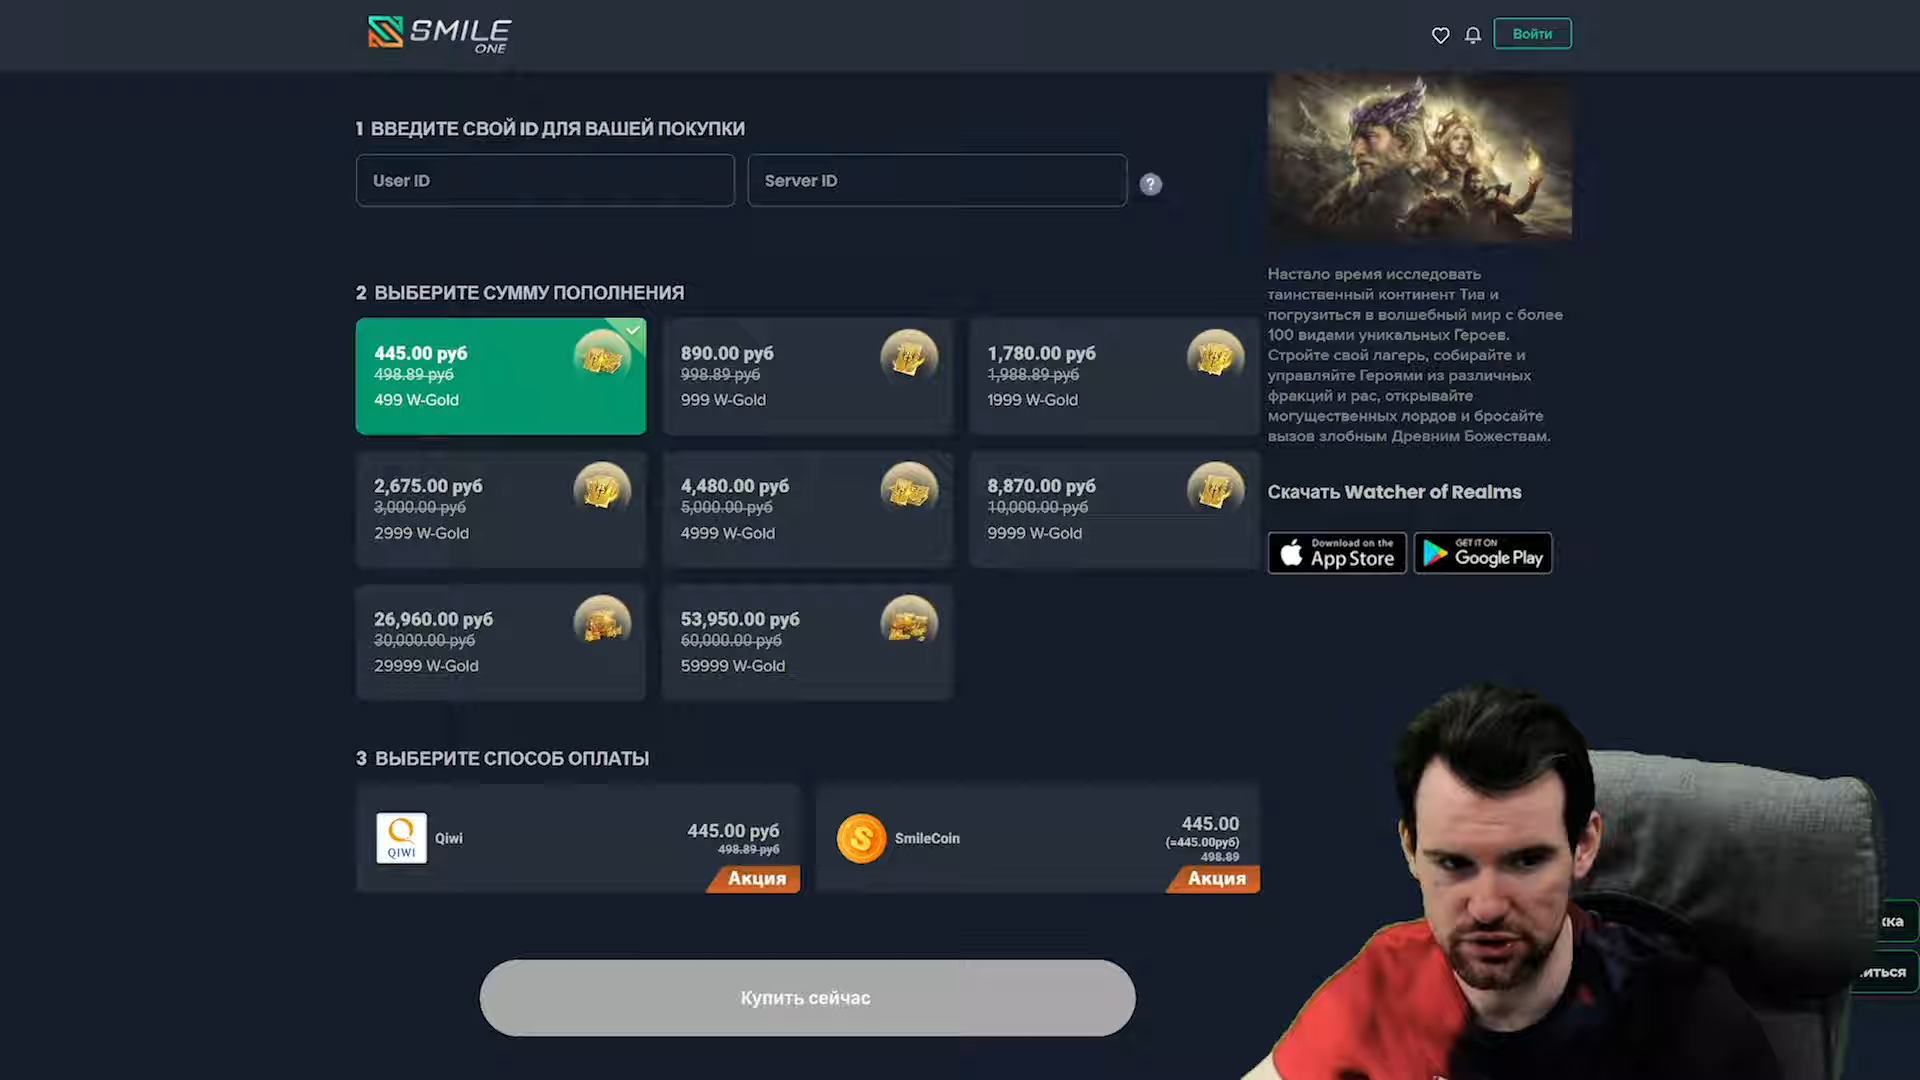 SMILE
ONE
Войти
1 ВВЕДИТЕ СВОЙ ID ДЛЯ ВАШЕЙ ПОКУПКИ
User ID
Server ID
?
2 ВЫБЕРИТЕ СУММУ ПОПОЛНЕНИЯ
445.00 руб
498.89 руб
499 W-Gold
890.00 руб
998.89 руб
999 W-Gold
1,780.00 руб
1,988.89 руб
1999 W-Gold
2,675.00 руб
3,000.00 руб
2999 W-Gold
4,480.00 руб
5,000.00 руб
4999 W-Gold
8,870.00 руб
10,000.00 руб
9999 W-Gold
26,960.00 руб
30,000.00 руб
29999 W-Gold
53,950.00 руб
60,000.00 руб
59999 W-Gold
Настало время исследовать
таинственный континент Тиа и
погрузиться в волшебный мир с более
100 видами уникальных Героев.
Стройте свой лагерь, собирайте и
управляйте Героями из различных
фракций и рас, открывайте
могущественных лордов и бросайте
вызов злобным Древним Божествам.
Скачать Watcher of Realms
Download on the
App Store
GET IT ON
Google Play
3 ВЫБЕРИТЕ СПОСОБ ОПЛАТЫ
QIWI
Qiwi
445.00 руб
498.89 руб
Акция
SmileCoin
445.00
(=445.00руб)
498.89
Акция
Купить сейчас
жка
иться